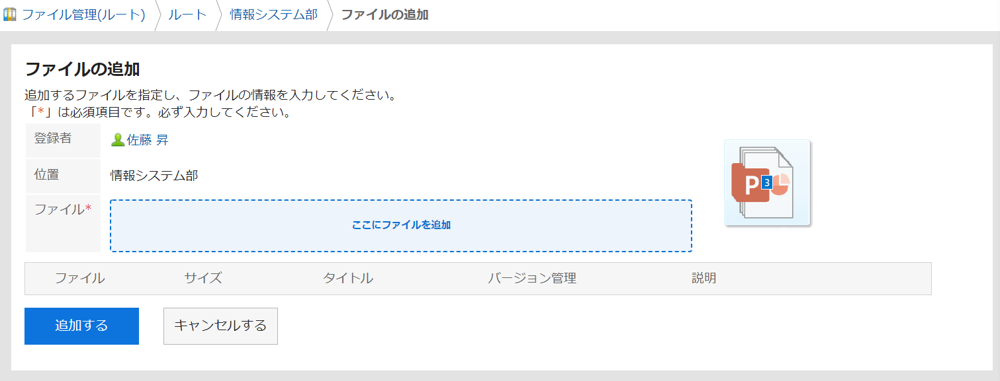 ファイル管理(ルート) ルート 情報システム部 ファイルの追加
ファイルの追加
追加するファイルを指定し、ファイルの情報を入力してください。
「*」は必須項目です。必ず入力してください。
登録者 佐藤 昇
位置 情報システム部
ファイル*
ここにファイルを追加
P 3
ファイル サイズ タイトル バージョン管理 説明
追加する キャンセルする